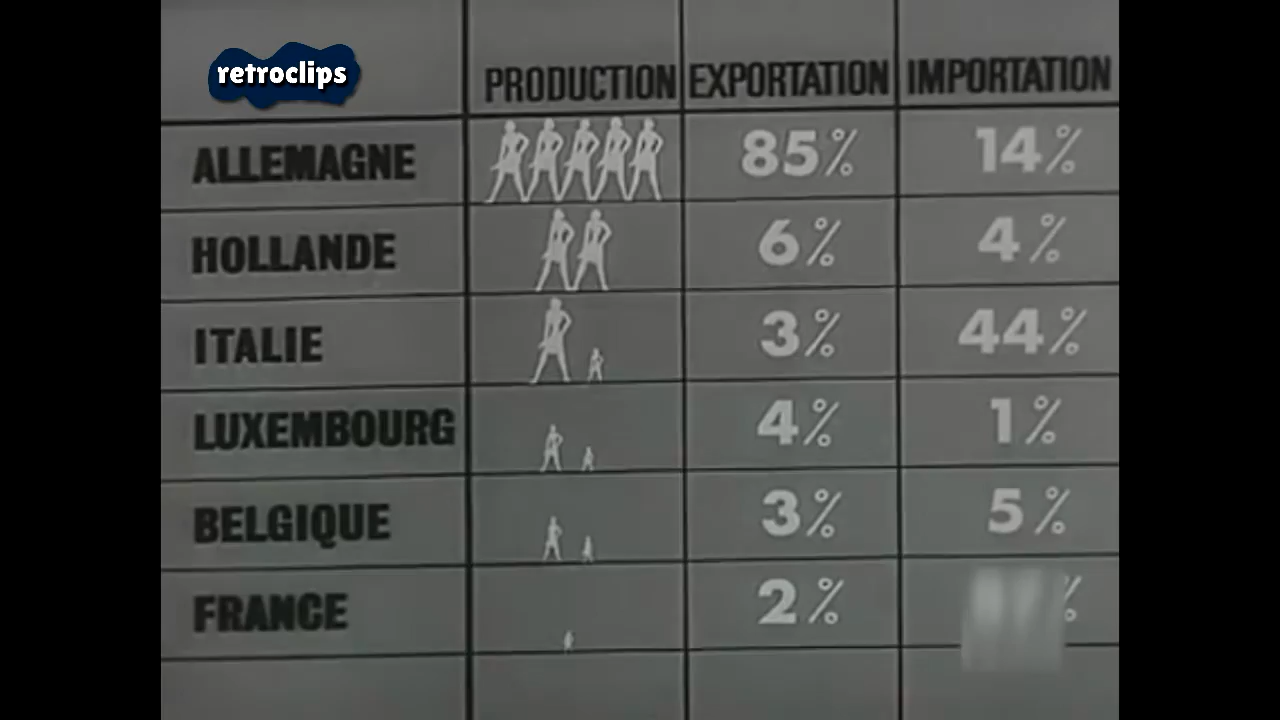 retroclips
PRODUCTION EXPORTATION IMPORTATION
ALLEMAGNE 85% 14%
HOLLANDE 6% 4%
ITALIE 3% 44%
LUXEMBOURG 4% 1%
BELGIQUE 3% 5%
FRANCE 2% %